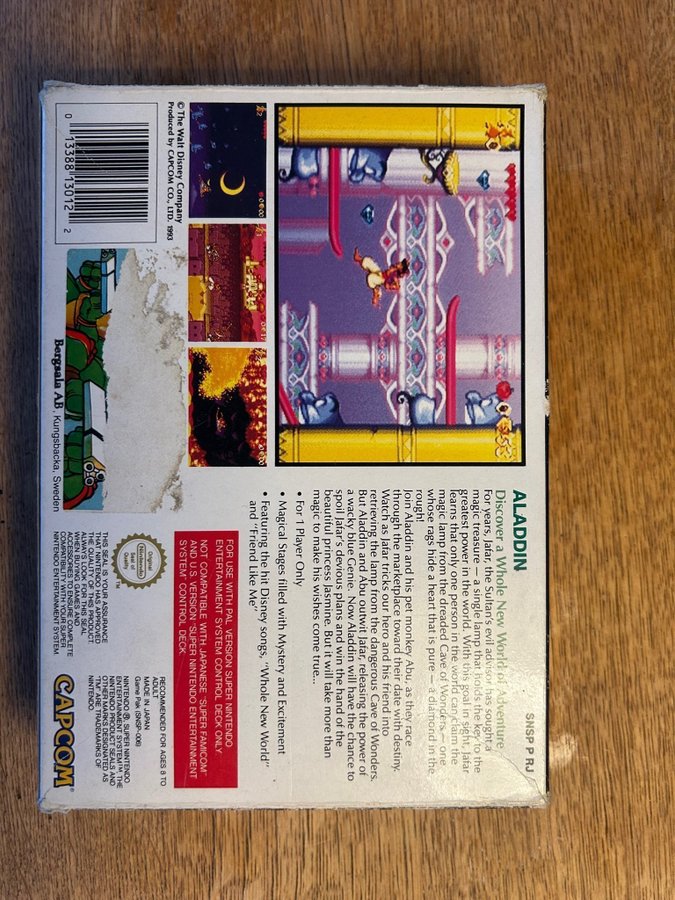 SNSP P RJ
ALADDIN
Discover a Whole New World of Adventure
For years, Jafar, the Sultan's evil advisor has sought a
magic treasure — a single lamp that holds the key to the
greatest power in the world. With this goal in sight, Jafar
learns that only one person in the world can claim the
magic lamp from the dreaded Cave of Wonders — one
whose rags hide a heart that is pure — a diamond in the
rough!
Join Aladdin and his pet monkey, Abu, as they race
through the marketplace toward their date with destiny.
Watch as Jafar tricks our hero and his friend into
retrieving the lamp from the dangerous Cave of Wonders.
But Aladdin and Abu outwit Jafar, releasing the power of
a wacky blue Genie. Now Aladdin will have the chance to
spoil Jafar's devious plans and win the hand of the
beautiful princess Jasmine. But it will take more than
magic to make his wishes come true...
• For 1 Player Only
• Magical Stages filled with Mystery and Excitement
• Featuring the hit Disney songs, "Whole New World"
and "Friend Like Me"
© The Walt Disney Company
Produced by CAPCOM CO., LTD. 1993
0 13388 13012 2
Bergsala AB, Kungsbacka, Sweden
FOR USE WITH PAL VERSION SUPER NINTENDO
ENTERTAINMENT SYSTEM CONTROL DECK ONLY
NOT COMPATIBLE WITH JAPANESE "SUPER FAMICOM"
AND U.S. VERSION "SUPER NINTENDO ENTERTAINMENT
SYSTEM" CONTROL DECK
Original
Nintendo
Seal of
Quality
TM
THIS SEAL IS YOUR ASSURANCE
THAT NINTENDO HAS APPROVED
THE QUALITY OF THIS PRODUCT.
ALWAYS LOOK FOR THIS SEAL
WHEN BUYING GAMES AND
ACCESSORIES TO ENSURE COMPLETE
COMPATIBILITY WITH YOUR SUPER
NINTENDO ENTERTAINMENT SYSTEM.
RECOMMENDED FOR AGES 8 TO
ADULT
MADE IN JAPAN
Game Pak (SNSP-006)
NINTENDO®, SUPER NINTENDO
ENTERTAINMENT SYSTEM™, THE
NINTENDO PRODUCT SEALS AND
OTHER MARKS DESIGNATED AS
"TM" ARE TRADEMARKS OF
NINTENDO.
CAPCOM®